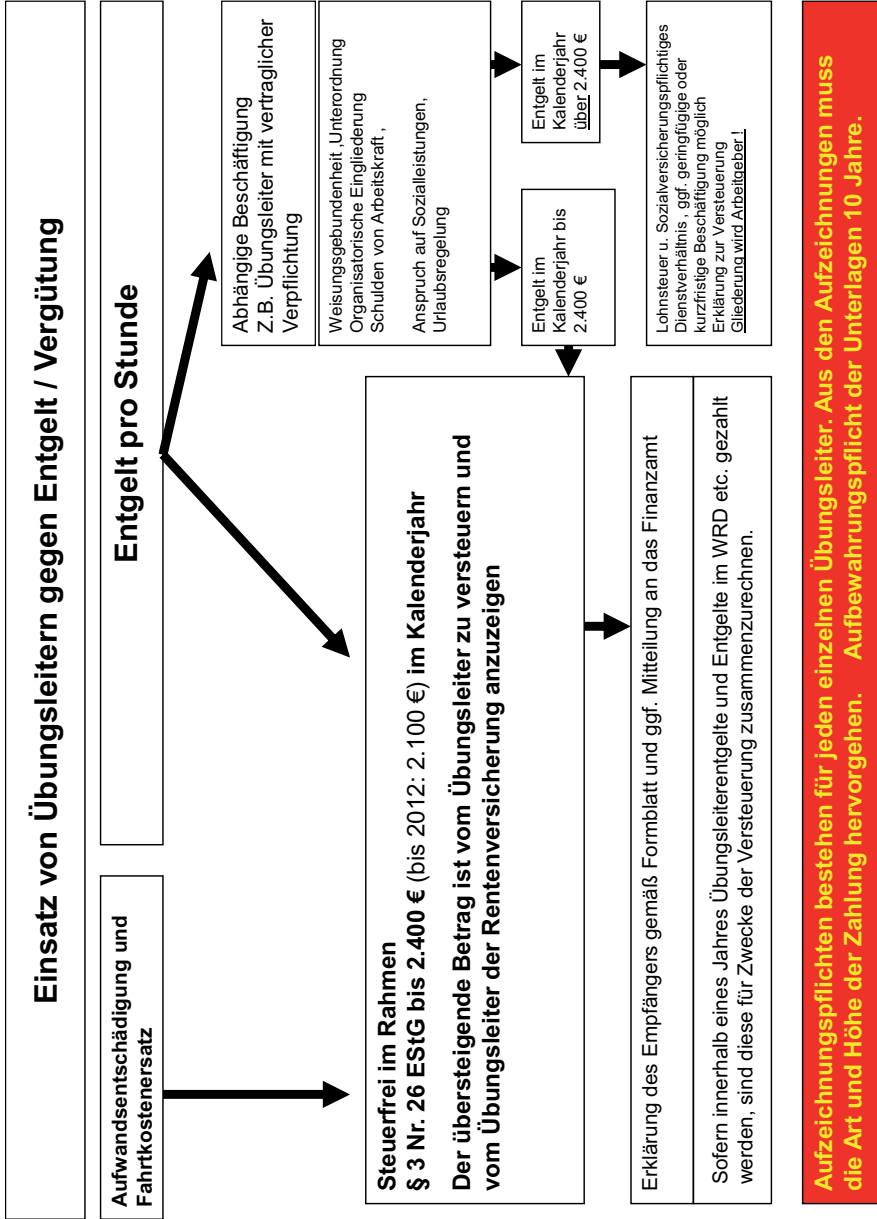 Einsatz von Übungsleitern gegen Entgelt / Vergütung
Aufwandsentschädigung und
Fahrtkostenersatz
Entgelt pro Stunde
Abhängige Beschäftigung
Z.B. Übungsleiter mit vertraglicher
Verpflichtung
Weisungsgebundenheit ,Unterordnung
Organisatorische Eingliederung
Schulden von Arbeitskraft ,
Anspruch auf Sozialleistungen,
Urlaubsregelung
Steuerfrei im Rahmen
§ 3 Nr. 26 EStG bis 2.400 € (bis 2012: 2.100 €) im Kalenderjahr
Der übersteigende Betrag ist vom Übungsleiter zu versteuern und
vom Übungsleiter der Rentenversicherung anzuzeigen
Entgelt im
Kalenderjahr bis
2.400 €
Entgelt im
Kalenderjahr
über 2.400 €
Erklärung des Empfängers gemäß Formblatt und ggf. Mitteilung an das Finanzamt
Sofern innerhalb eines Jahres Übungsleiterentgelte und Entgelte im WRD etc. gezahlt
werden, sind diese für Zwecke der Versteuerung zusammenzurechnen.
Lohnsteuer u. Sozialversicherungspflichtiges
Dienstverhältnis , ggf. geringfügige oder
kurzfristige Beschäftigung möglich
Erklärung zur Versteuerung
Gliederung wird Arbeitgeber !
Aufzeichnungspflichten bestehen für jeden einzelnen Übungsleiter. Aus den Aufzeichnungen muss
die Art und Höhe der Zahlung hervorgehen. Aufbewahrungspflicht der Unterlagen 10 Jahre.